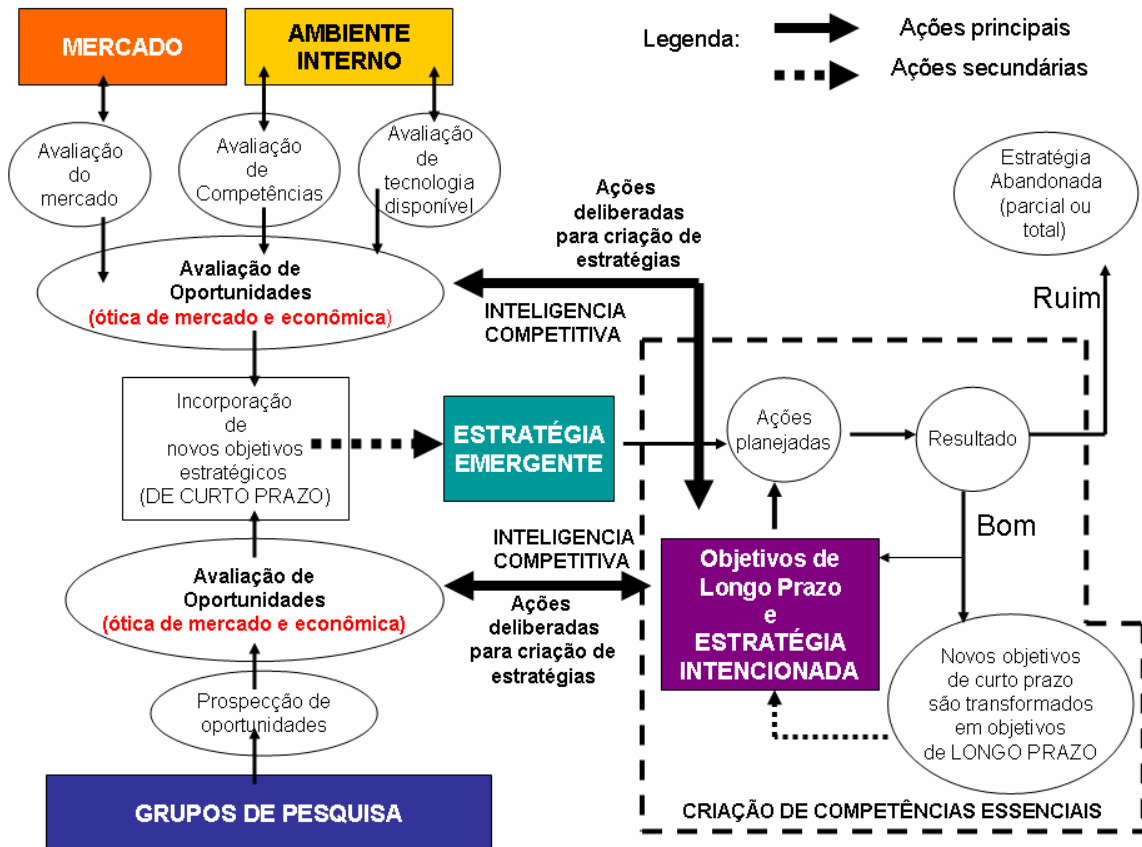 MERCADO
AMBIENTE
INTERNO
Legenda:
Ações principais
Ações secundárias
Avaliação
do
mercado
Avaliação
de
Competências
Avaliação
de
tecnologia
disponível
Ações
deliberadas
para criação de
estratégias
Estratégia
Abandonada
(parcial ou
total)
Avaliação de
Oportunidades
(ótica de mercado e econômica)
INTELIGENCIA
COMPETITIVA
Ruim
Incorporação
de
novos objetivos
estratégicos
(DE CURTO PRAZO)
ESTRATÉGIA
EMERGENTE
Ações
planejadas
Resultado
Bom
INTELIGENCIA
COMPETITIVA
Avaliação de
Oportunidades
(ótica de mercado e econômica)
Ações
deliberadas
para criação de
estratégias
Objetivos de
Longo Prazo
e
ESTRATÉGIA
INTENCIONADA
Novos objetivos
de curto prazo
são transformados
em objetivos
de LONGO PRAZO
Prospecção de
oportunidades
GRUPOS DE PESQUISA
CRIAÇÃO DE COMPETÊNCIAS ESSENCIAIS